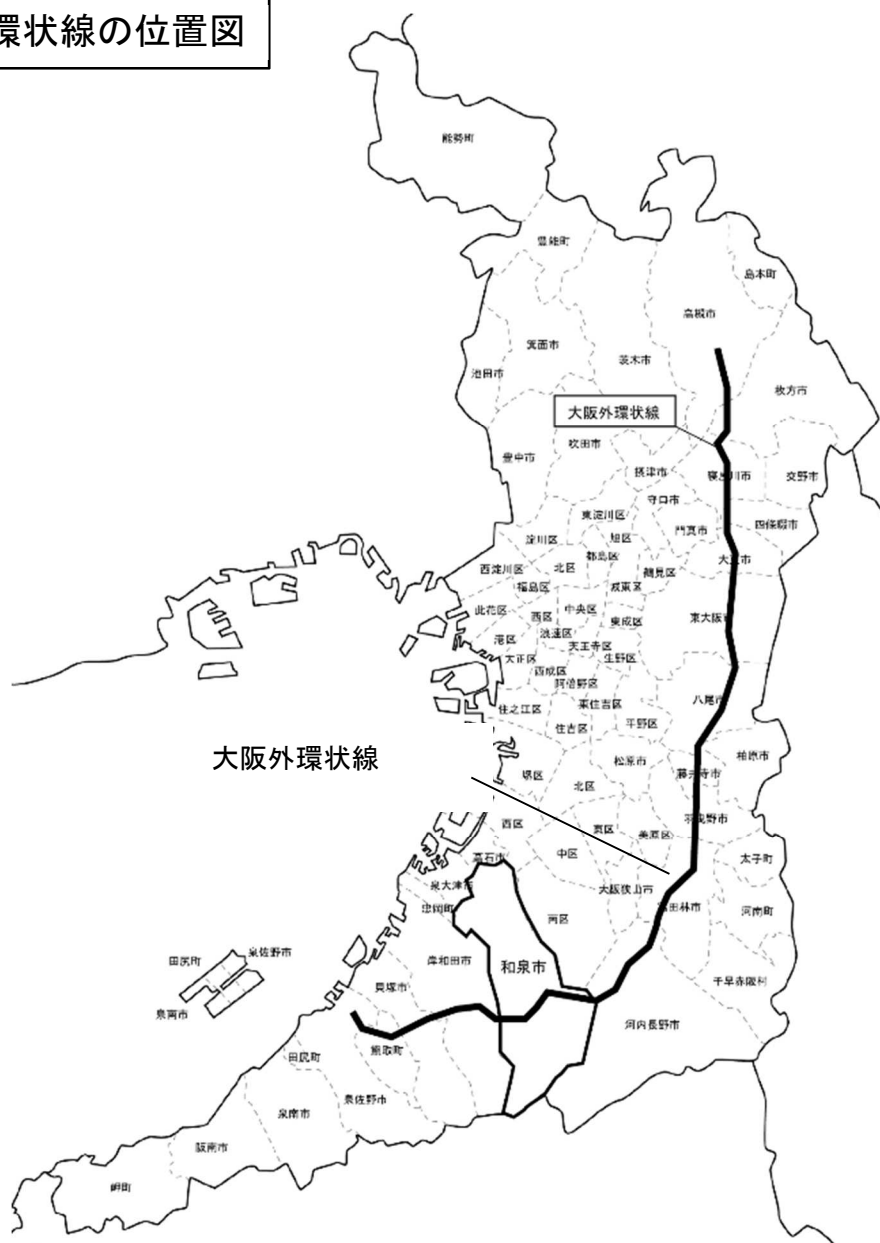 環状線の位置図
能勢町
豊能町
島本町
高槻市
箕面市
茨木市
池田市
枚方市
大阪外環状線
吹田市
豊中市
摂津市
寝屋川市
交野市
守口市
東淀川区
門真市
四條畷市
淀川区
旭区
都島区
大東市
西淀川区
北区
鶴見区
福島区
城東区
此花区
西区
中央区
東成区
東大阪市
港区
浪速区
天王寺区
大正区
生野区
西成区
阿倍野区
八尾市
住之江区
東住吉区
住吉区
平野区
大阪外環状線
松原市
柏原市
堺区
北区
藤井寺市
西区
東区
美原区
羽曳野市
高石市
中区
太子町
泉大津市
大阪狭山市
忠岡町
南区
富田林市
河南町
岸和田市
和泉市
田尻町
泉佐野市
貝塚市
千早赤阪村
泉南市
河内長野市
田尻町
熊取町
泉佐野市
泉南市
阪南市
岬町